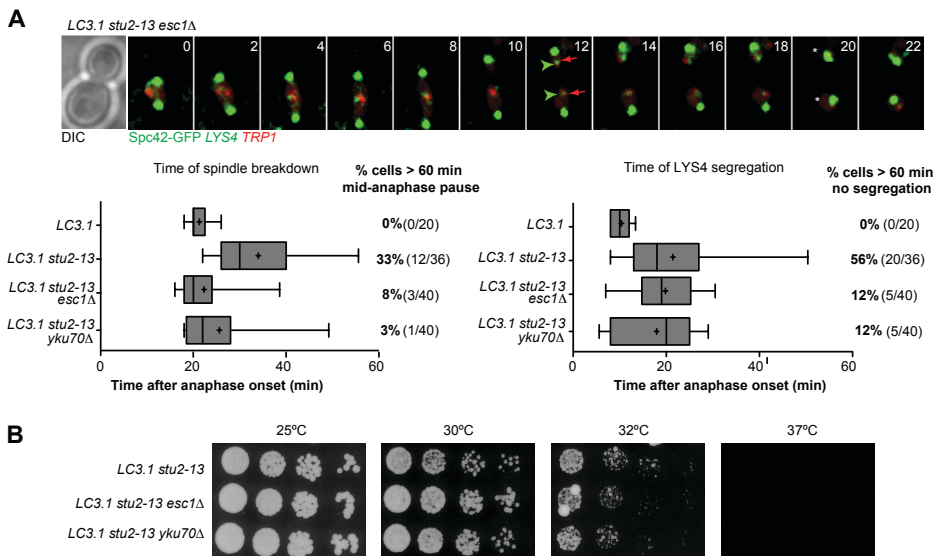 A
LC3.1 stu2-13 esc1Δ
0 2 4 6 8 10 12 14 16 18 20 22
* *
DIC Spc42-GFP LYS4 TRP1
Time of spindle breakdown
% cells > 60 min
mid-anaphase pause
LC3.1 0% (0/20)
LC3.1 stu2-13 33% (12/36)
LC3.1 stu2-13
esc1Δ 8% (3/40)
LC3.1 stu2-13
yku70Δ 3% (1/40)
0 20 40 60
Time after anaphase onset (min)
Time of LYS4 segregation
% cells > 60 min
no segregation
LC3.1 0% (0/20)
LC3.1 stu2-13 56% (20/36)
LC3.1 stu2-13
esc1Δ 12% (5/40)
LC3.1 stu2-13
yku70Δ 12% (5/40)
0 20 40 60
Time after anaphase onset (min)
B
25ºC 30ºC 32ºC 37ºC
LC3.1 stu2-13
LC3.1 stu2-13 esc1Δ
LC3.1 stu2-13 yku70Δ